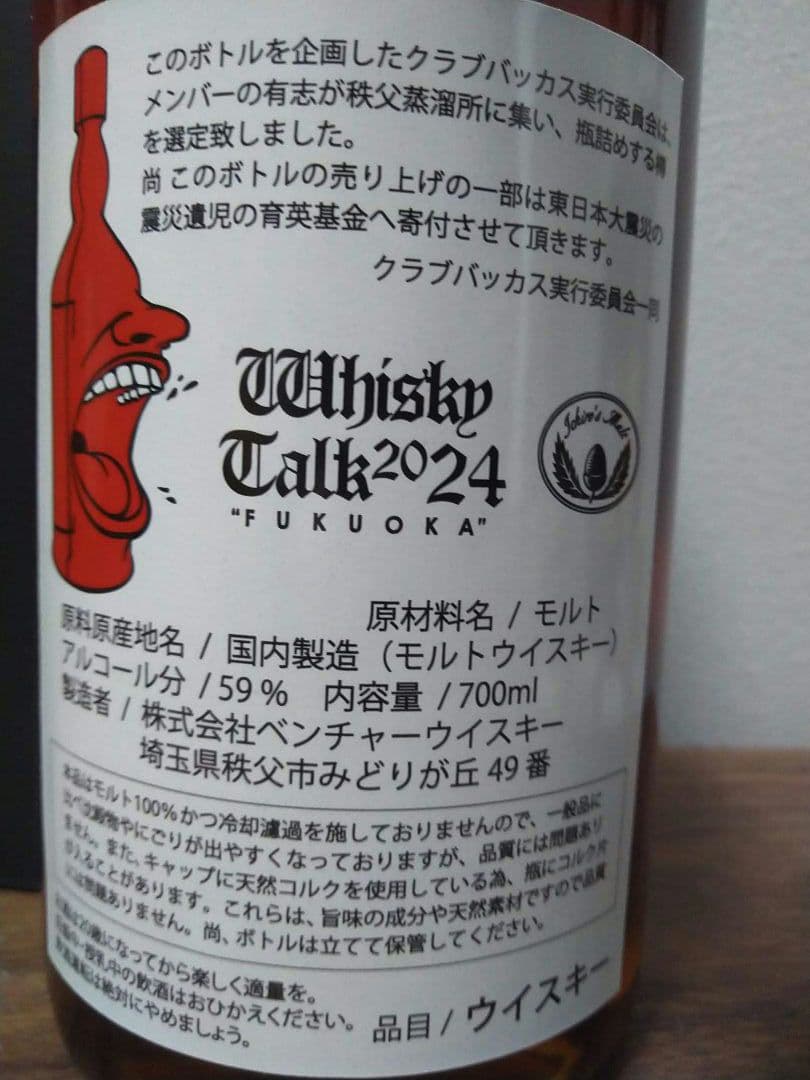 このボトルを企画したクラブバッカス実行委員会は、
メンバーの有志が秩父蒸溜所に集い、瓶詰めする樽
を選定致しました。
尚 このボトルの売り上げの一部は東日本大震災の
震災遺児の育英基金へ寄付させて頂きます。
クラブバッカス実行委員会一同
Whisky
Talk2024
"FUKUOKA"
Ichiro's Malt
原材料名 / モルト
原料原産地名 / 国内製造（モルトウイスキー）
アルコール分 / 59% 内容量 / 700ml
製造者 / 株式会社ベンチャーウイスキー
埼玉県秩父市みどりが丘 49 番
本品はモルト100%かつ冷却濾過を施しておりませんので、一般品に
比べ沈殿物やにごりが出やすくなっておりますが、品質には問題あり
ません。また、キャップに天然コルクを使用している為、瓶にコルク片
が入ることがあります。これらは、旨味の成分や天然素材ですので品質
には問題ありません。尚、ボトルは立てて保管してください。
お酒は20歳になってから楽しく適量を。
妊娠中・授乳中の飲酒はおひかえください。
飲酒運転は絶対にやめましょう。
品目 / ウイスキー